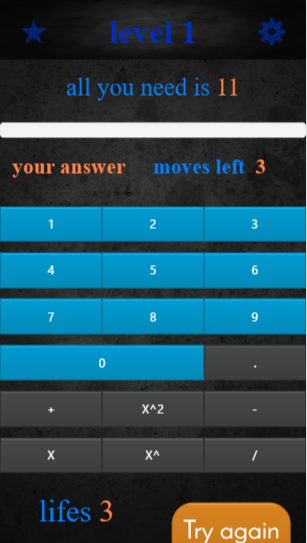 level 1
all you need is 11
your answer moves left 3
1 2 3
4 5 6
7 8 9
0 .
+ X^2 -
X X^ /
lifes 3
Try again